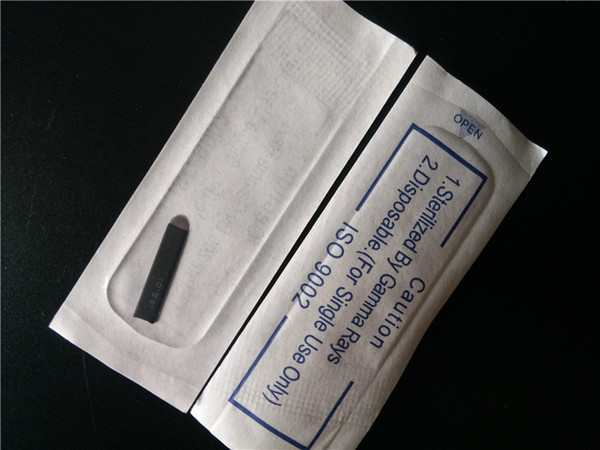 OPEN
Caution
1.Sterilized By Gamma Rays
2.Disposable.(For Single Use Only)
ISO 9002